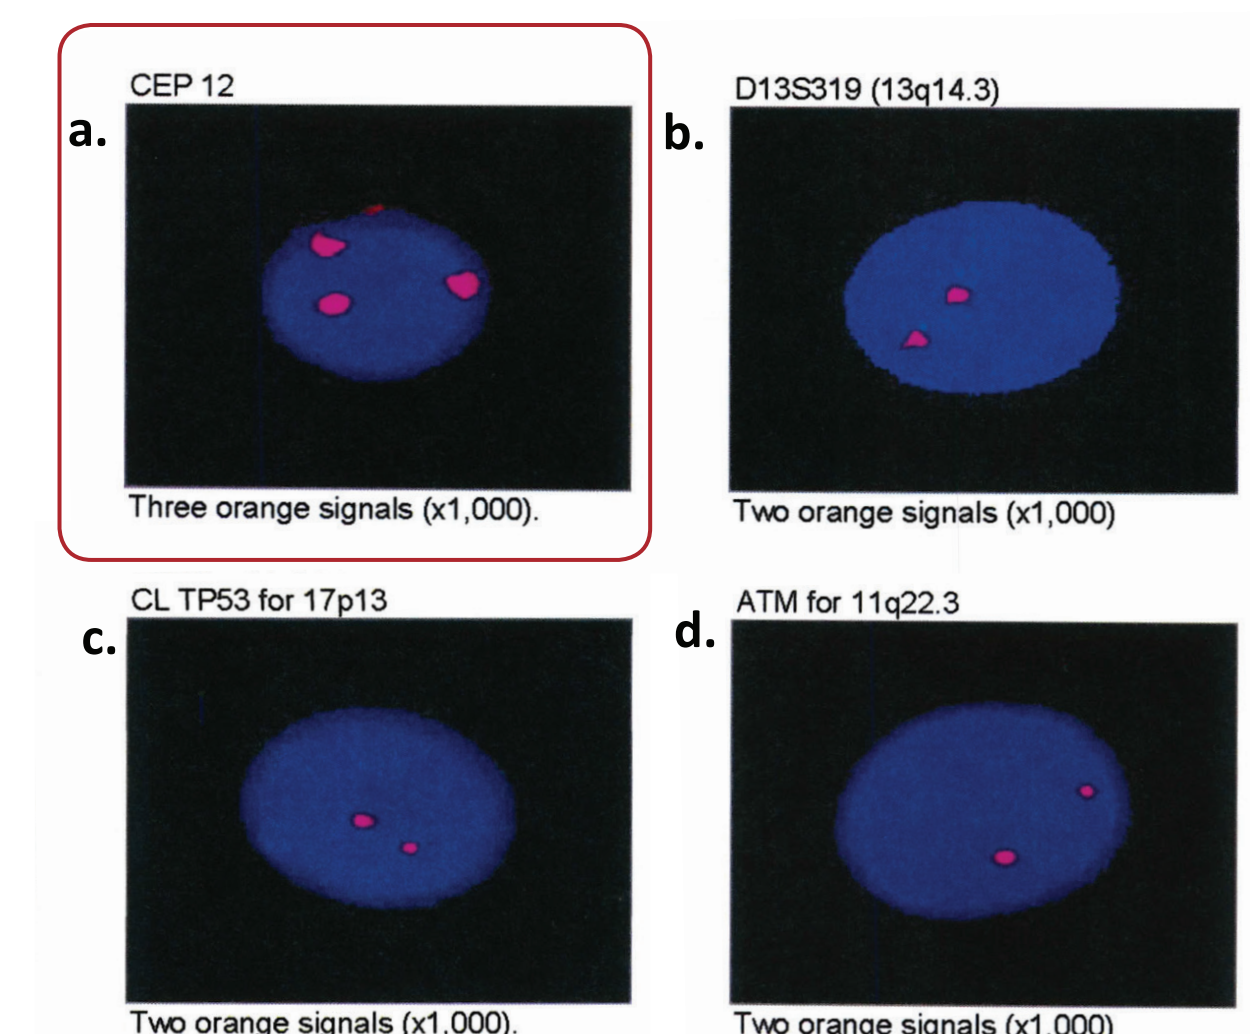 CEP 12
a.
Three orange signals (x1,000).
D13S319 (13q14.3)
b.
Two orange signals (x1,000)
CL TP53 for 17p13
c.
Two orange signals (x1,000).
ATM for 11q22.3
d.
Two orange signals (x1,000)